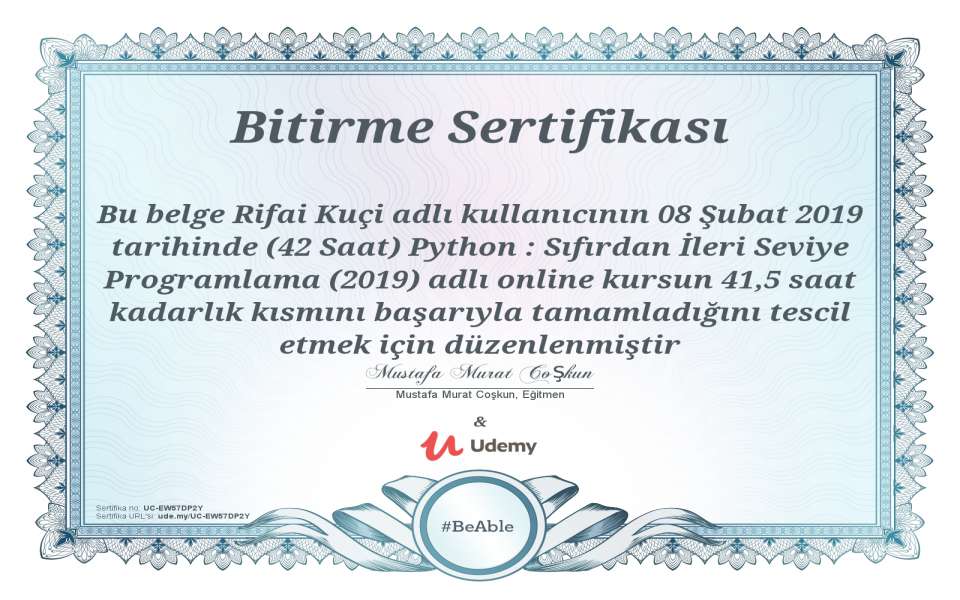 Bitirme Sertifikası
Bu belge Rifai Kuçi adlı kullanıcının 08 Şubat 2019
tarihinde (42 Saat) Python : Sıfırdan İleri Seviye
Programlama (2019) adlı online kursun 41,5 saat
kadarlık kısmını başarıyla tamamladığını tescil
etmek için düzenlenmiştir
Mustafa Murat CoŞkun
Mustafa Murat Coşkun, Eğitmen
&
Udemy
Sertifika no: UC-EW57DP2Y
Sertifika URL'si: ude.my/UC-EW57DP2Y
#BeAble